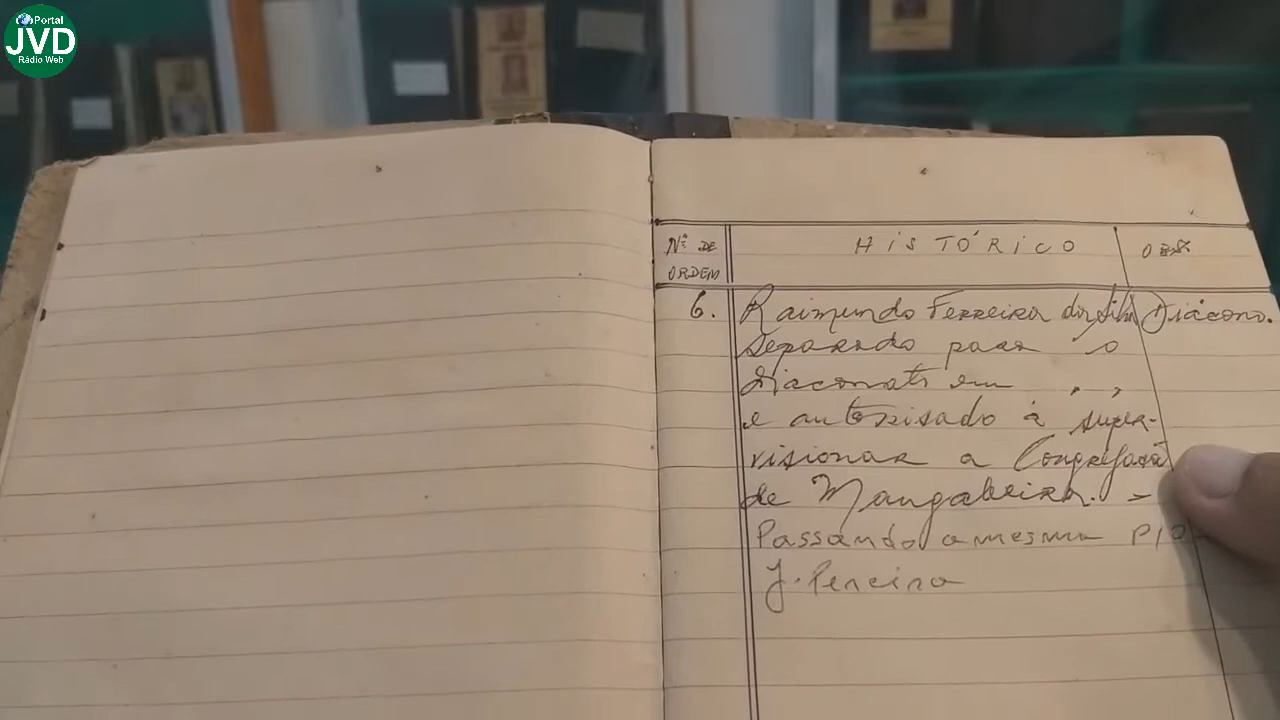 Portal
JVD
Rádio Web
Nº DE
ORDEM
HISTÓRICO
OBS.
6. Raimundo Ferreira da Silva Diácono.
Separado para o
Diaconato em , ,
e autorisado à super-
visionar a Congregação
de Mangabeira. -
Passando a mesma p/o
J. Pereira